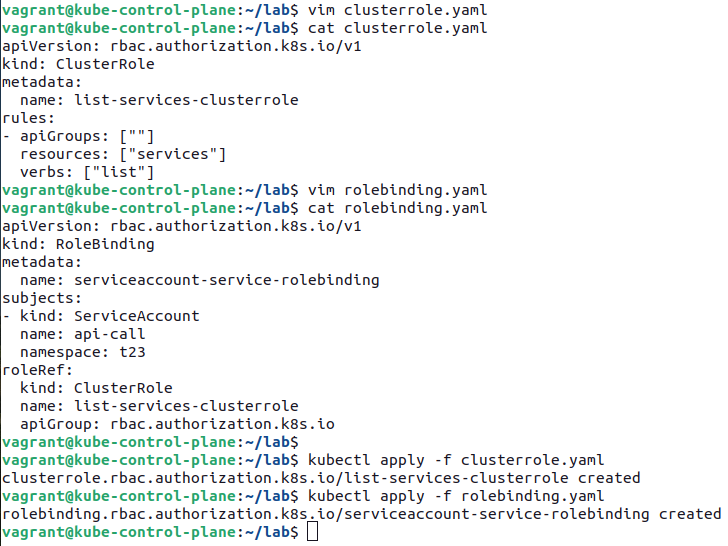 vagrant@kube-control-plane:~/lab$ vim clusterrole.yaml
vagrant@kube-control-plane:~/lab$ cat clusterrole.yaml
apiVersion: rbac.authorization.k8s.io/v1
kind: ClusterRole
metadata:
  name: list-services-clusterrole
rules:
- apiGroups: [""]
  resources: ["services"]
  verbs: ["list"]
vagrant@kube-control-plane:~/lab$ vim rolebinding.yaml
vagrant@kube-control-plane:~/lab$ cat rolebinding.yaml
apiVersion: rbac.authorization.k8s.io/v1
kind: RoleBinding
metadata:
  name: serviceaccount-service-rolebinding
subjects:
- kind: ServiceAccount
  name: api-call
  namespace: t23
roleRef:
  kind: ClusterRole
  name: list-services-clusterrole
  apiGroup: rbac.authorization.k8s.io
vagrant@kube-control-plane:~/lab$
vagrant@kube-control-plane:~/lab$ kubectl apply -f clusterrole.yaml
clusterrole.rbac.authorization.k8s.io/list-services-clusterrole created
vagrant@kube-control-plane:~/lab$ kubectl apply -f rolebinding.yaml
rolebinding.rbac.authorization.k8s.io/serviceaccount-service-rolebinding created
vagrant@kube-control-plane:~/lab$